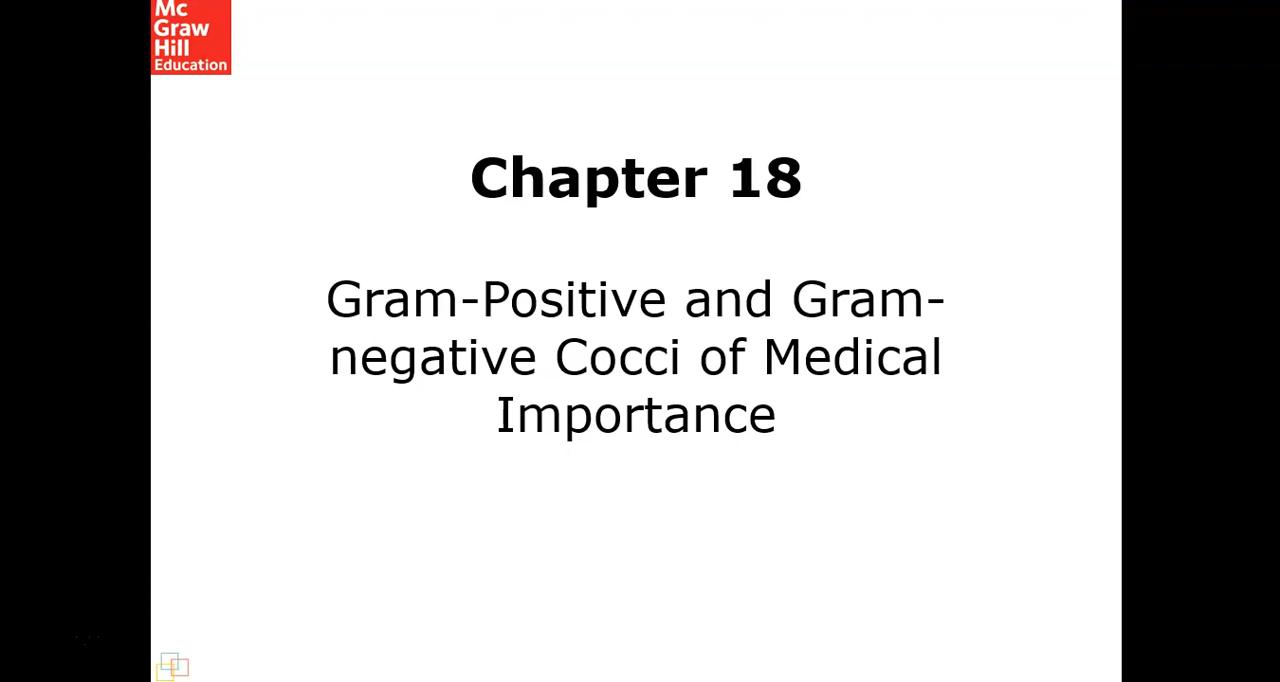 Mc
Graw
Hill
Education
Chapter 18
Gram-Positive and Gram-
negative Cocci of Medical
Importance